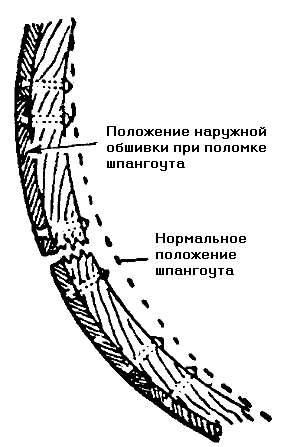 Положение наружной
обшивки при поломке
шпангоута
Нормальное
положение
шпангоута